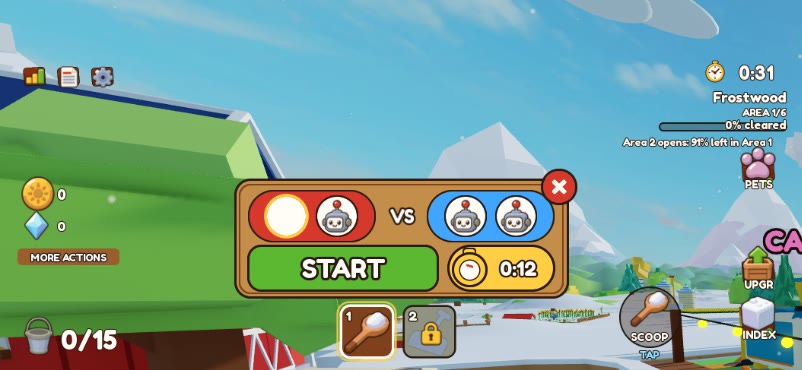 0:31
Frostwood
AREA 1/6
0% cleared
Area 2 opens: 91% left in Area 1
PETS
0
0
MORE ACTIONS
0/15
VS
START
0:12
1
2
CA
UPGR
SCOOP
TAP
INDEX